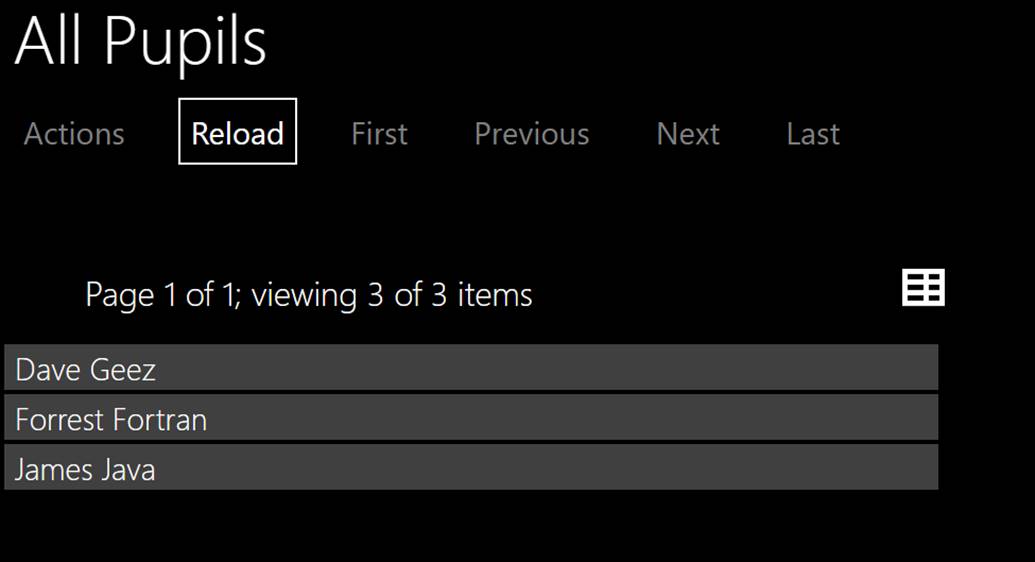 All Pupils
Actions Reload First Previous Next Last
Page 1 of 1; viewing 3 of 3 items
Dave Geez
Forrest Fortran
James Java